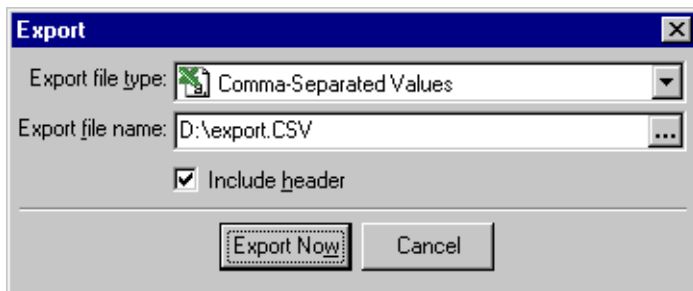 Export
Export file type: Comma-Separated Values
Export file name: D:\export.CSV ...
Include header
Export Now Cancel